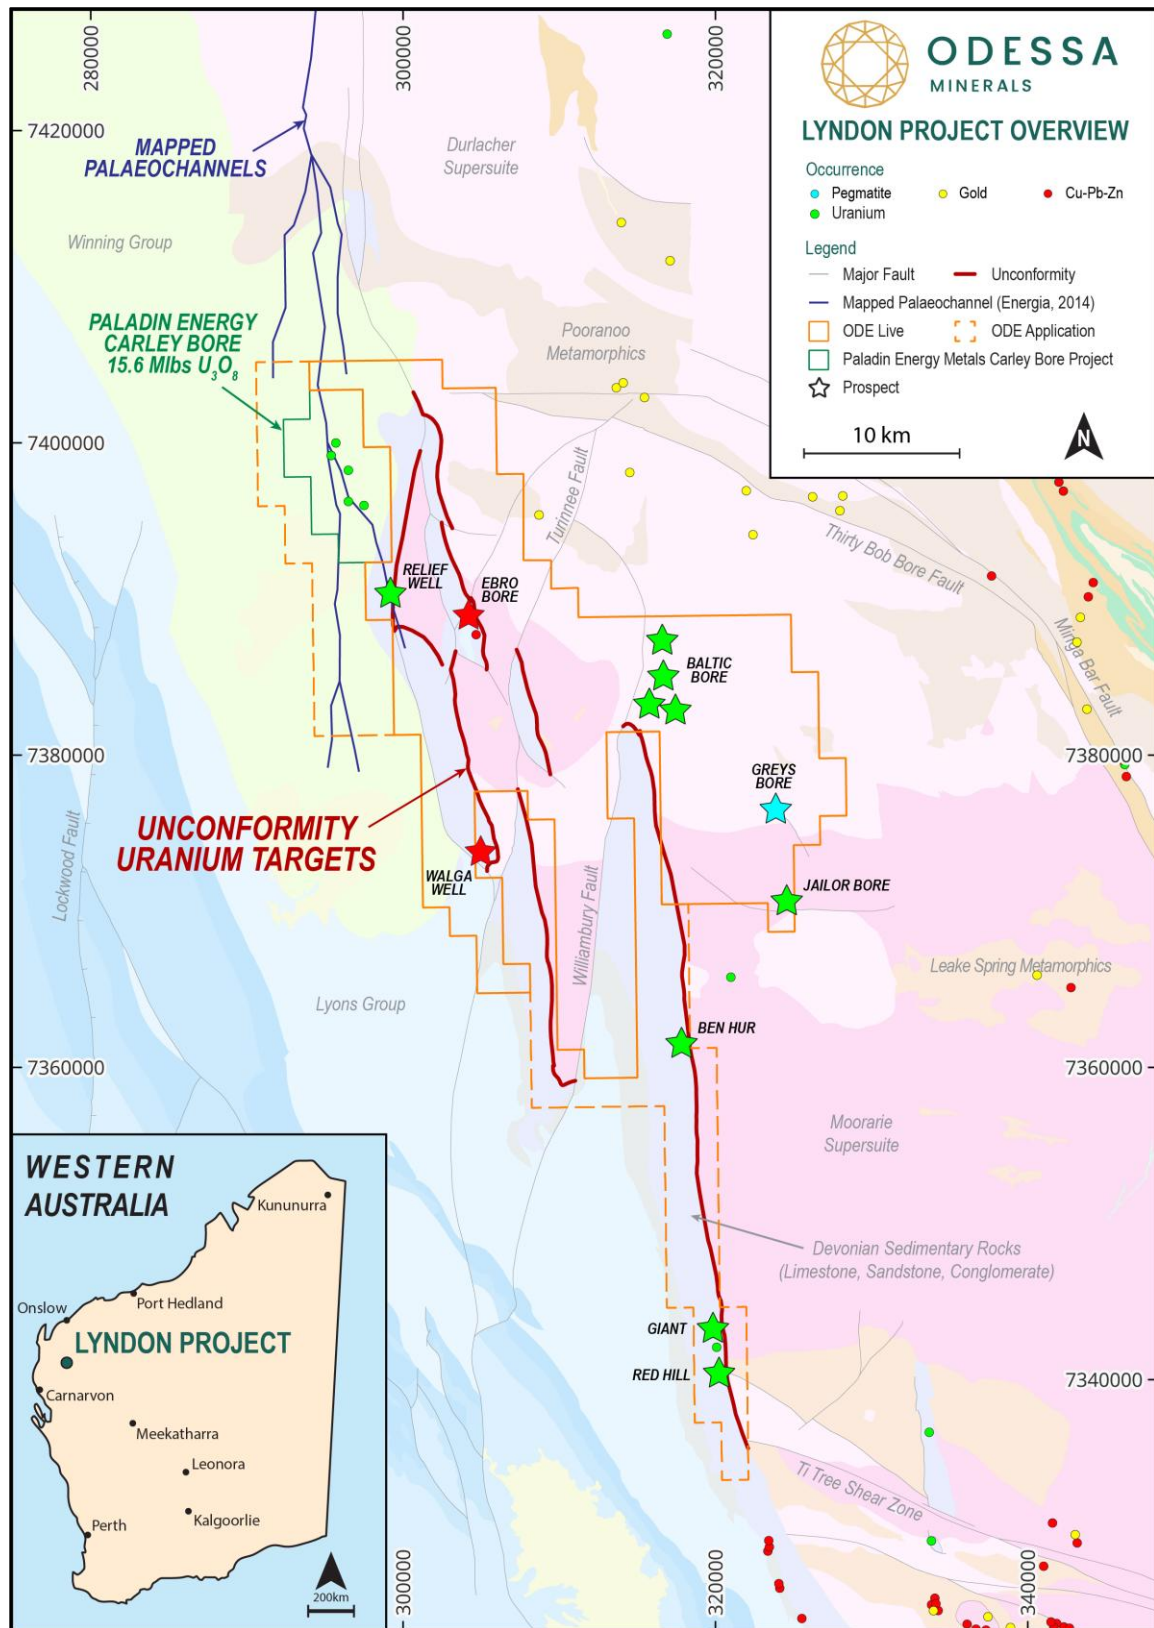 280000
300000
320000
ODESSA
MINERALS
LYNDON PROJECT OVERVIEW
Occurrence
Pegmatite
Gold
Cu-Pb-Zn
Uranium
Legend
Major Fault
Unconformity
Mapped Palaeochannel (Energia, 2014)
ODE Live
ODE Application
Paladin Energy Metals Carley Bore Project
Prospect
10 km
N
7420000
MAPPED
PALAEOCHANNELS
Durlacher
Supersuite
Winning Group
PALADIN ENERGY
CARLEY BORE
15.6 Mlbs U3O8
Pooranoo
Metamorphics
7400000
7400000
Turinnee Fault
Thirty Bob Bore Fault
Minga Bar Fault
RELIEF
WELL
EBRO
BORE
BALTIC
BORE
7380000
7380000
GREYS
BORE
UNCONFORMITY
URANIUM TARGETS
WALGA
WELL
JAILOR BORE
Lockwood Fault
Williambury Fault
Leake Spring Metamorphics
Lyons Group
BEN HUR
7360000
7360000
Moorarie
Supersuite
Devonian Sedimentary Rocks
(Limestone, Sandstone, Conglomerate)
GIANT
RED HILL
7340000
Ti Tree Shear Zone
WESTERN
AUSTRALIA
Kununurra
Port Hedland
Onslow
LYNDON PROJECT
Carnarvon
Meekatharra
Leonora
Kalgoorlie
Perth
200km
300000
320000
340000